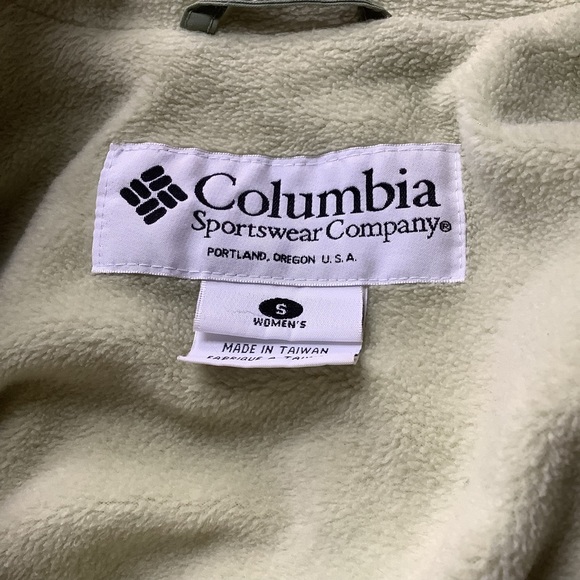 Columbia
Sportswear Company®
PORTLAND, OREGON U.S.A.
S
WOMEN'S
MADE IN TAIWAN